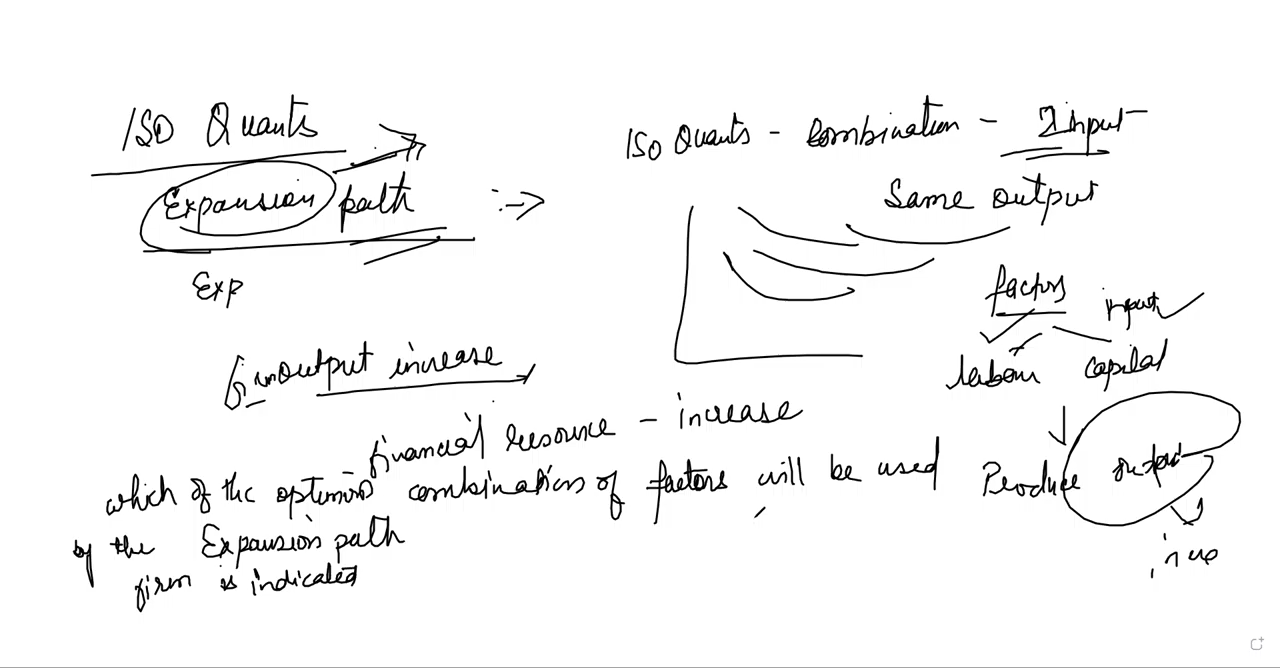 ISO Quants
Expansion path
Exp
output increase
financial resource - increase
which of the optimum combination of factors will be used
by the Expansion path
firm is indicated
ISO Quants - Combination - 2 input
Same output
factors input
labour capital
Produce output